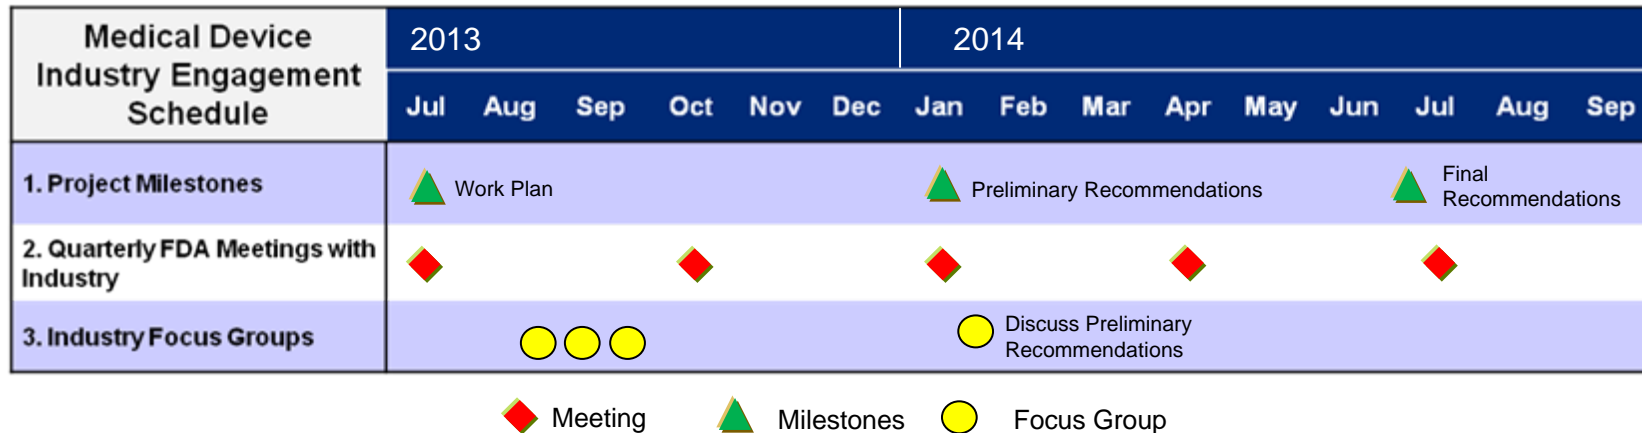 Medical Device
Industry Engagement
Schedule
2013
2014
Jul Aug Sep Oct Nov Dec Jan Feb Mar Apr May Jun Jul Aug Sep
1. Project Milestones
Work Plan
Preliminary Recommendations
Final
Recommendations
2. Quarterly FDA Meetings with
Industry
3. Industry Focus Groups
Discuss Preliminary
Recommendations
Meeting
Milestones
Focus Group